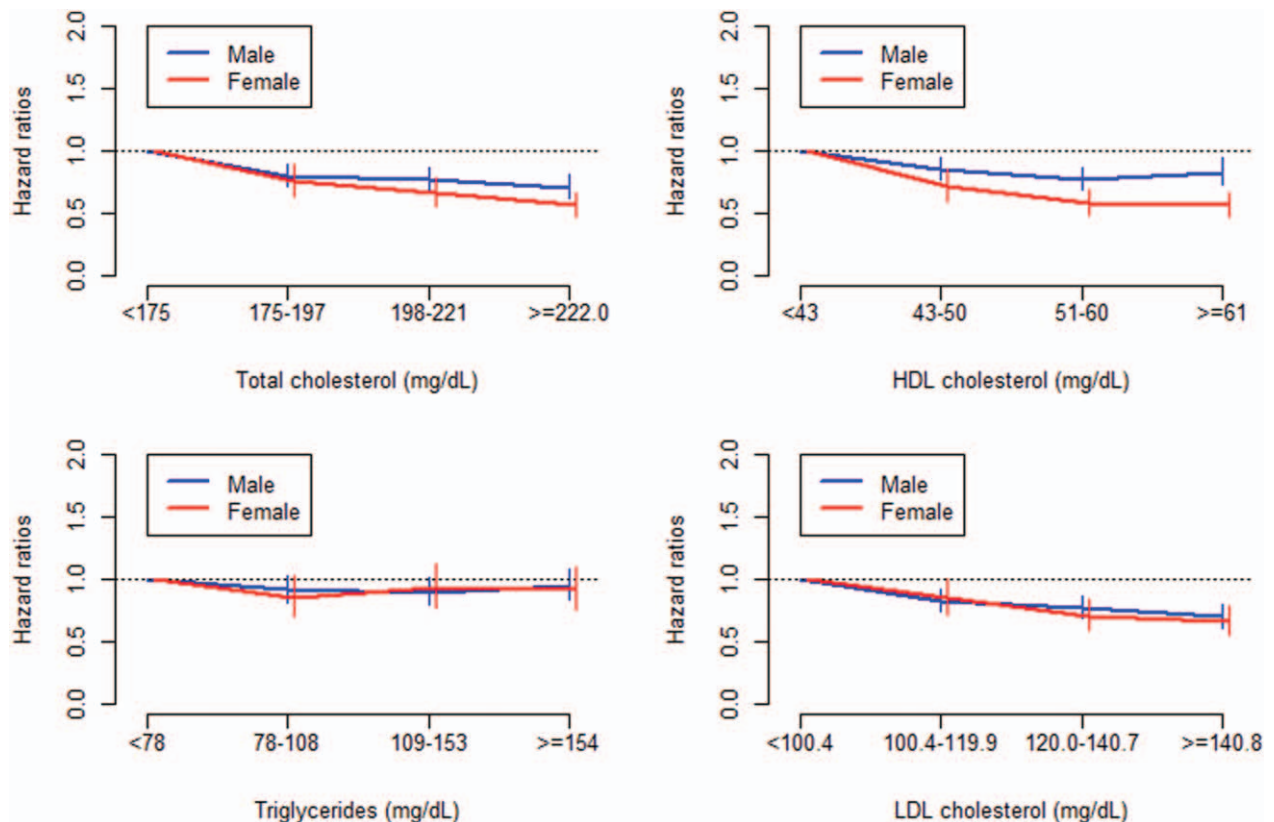 Hazard ratios
2.0
1.5
1.0
0.5
0.0
Male
Female
<175 175-197 198-221 >=222.0
Total cholesterol (mg/dL)
Hazard ratios
2.0
1.5
1.0
0.5
0.0
Male
Female
<43 43-50 51-60 >=61
HDL cholesterol (mg/dL)
Hazard ratios
2.0
1.5
1.0
0.5
0.0
Male
Female
<78 78-108 109-153 >=154
Triglycerides (mg/dL)
Hazard ratios
2.0
1.5
1.0
0.5
0.0
Male
Female
<100.4 100.4-119.9 120.0-140.7 >=140.8
LDL cholesterol (mg/dL)